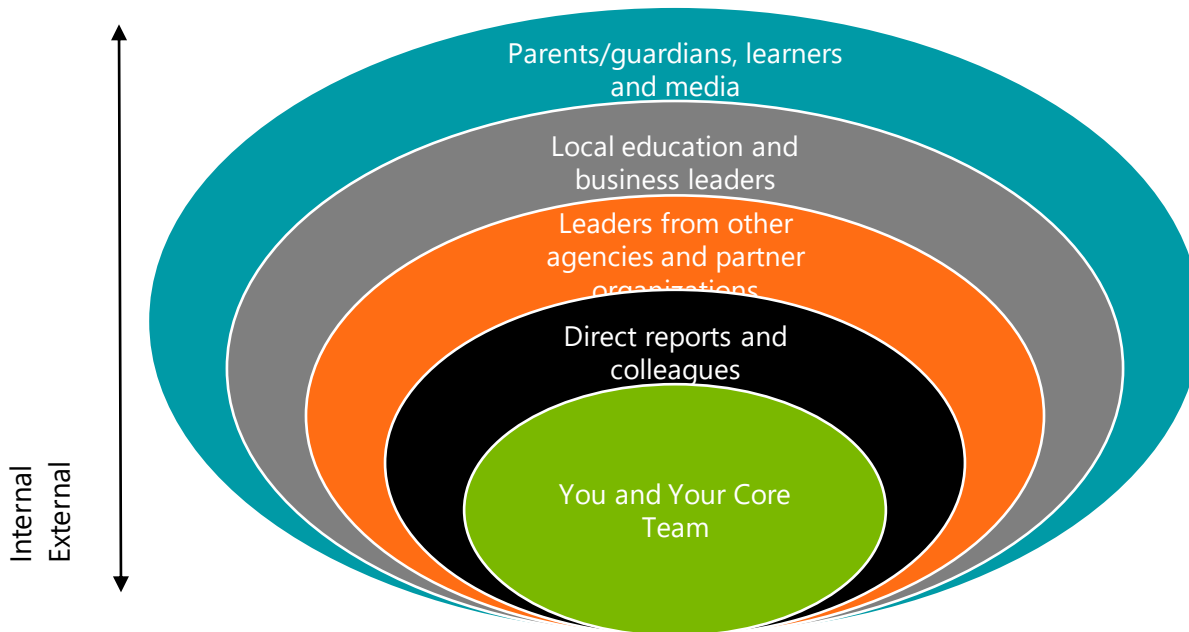 Parents/guardians, learners
and media
Local education and
business leaders
Leaders from other
agencies and partner
organizations
Direct reports and
colleagues
You and Your Core
Team
Internal
External